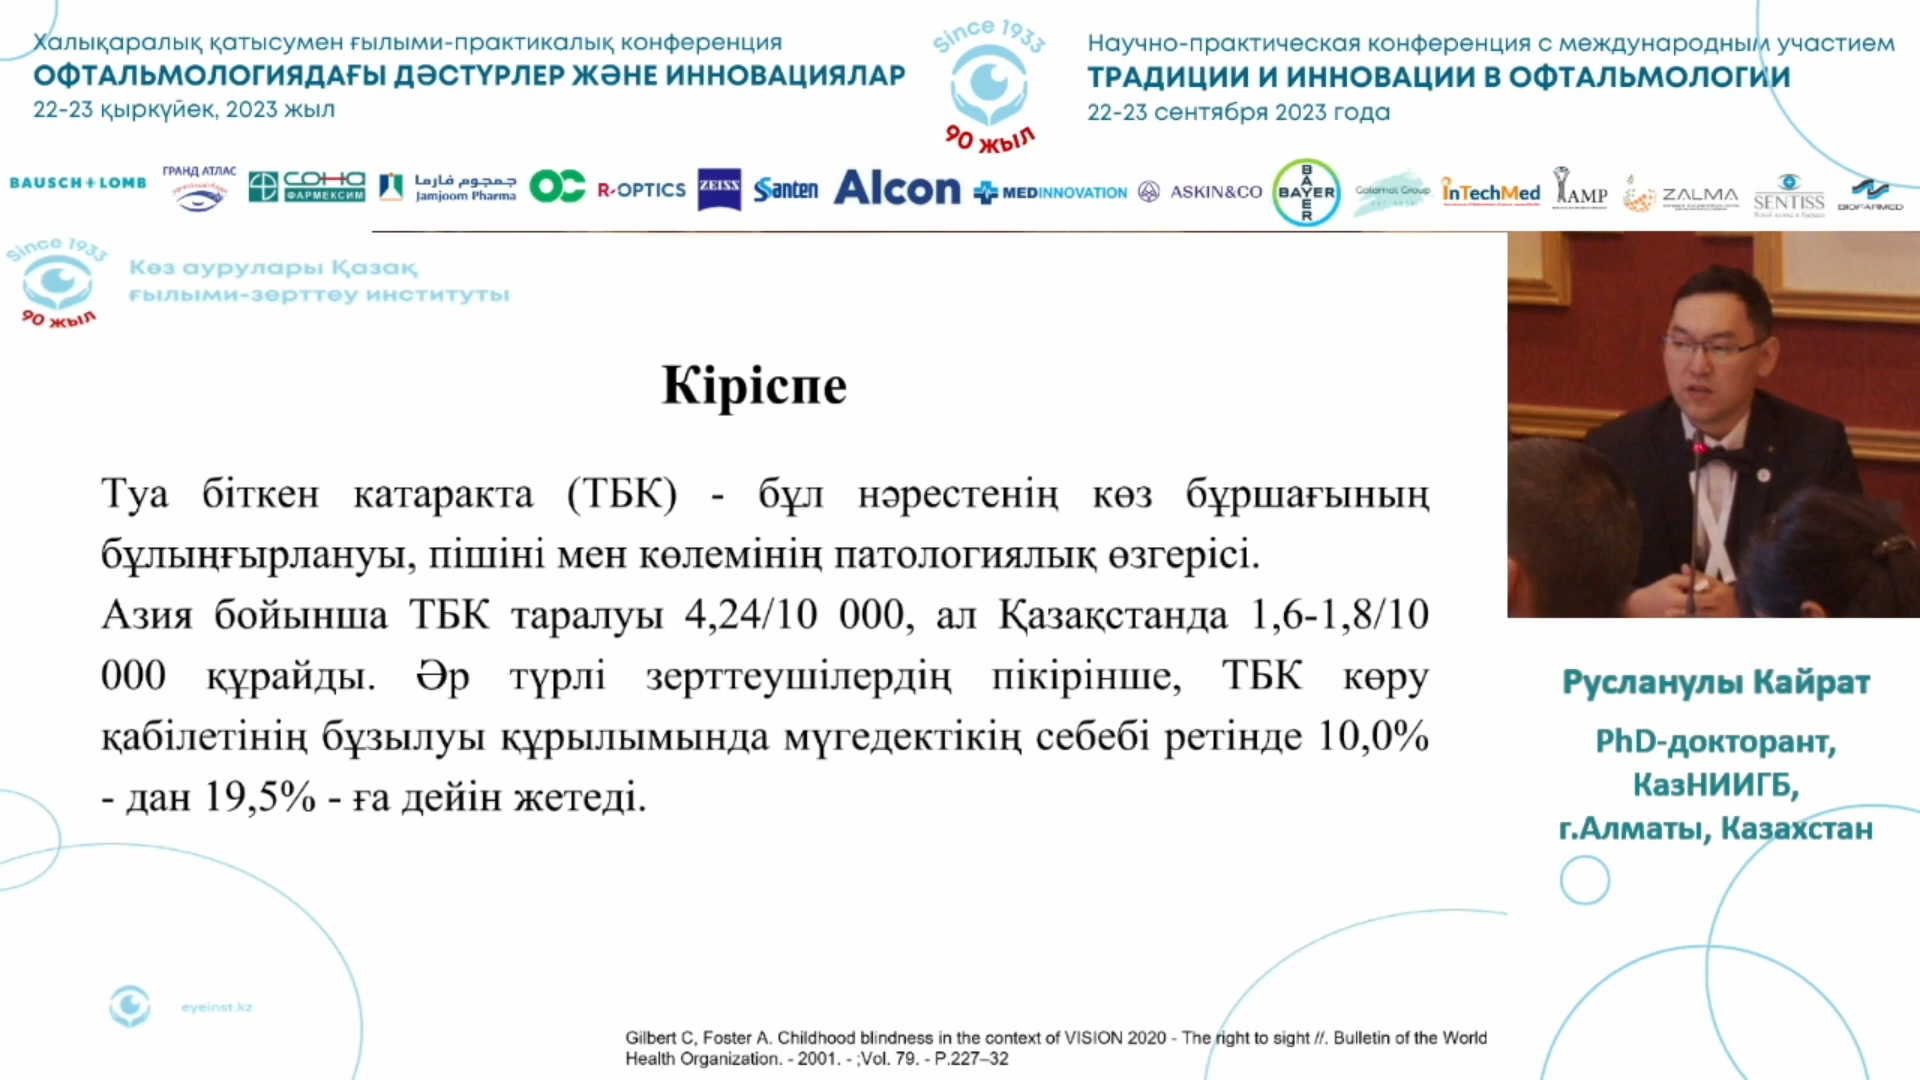 Халықаралық қатысумен ғылыми-практикалық конференция
ОФТАЛЬМОЛОГИЯДАҒЫ ДӘСТҮРЛЕР ЖӘНЕ ИННОВАЦИЯЛАР
22-23 қыркүйек, 2023 жыл
Since 1933
90 жыл
Научно-практическая конференция с международным участием
ТРАДИЦИИ И ИННОВАЦИИ В ОФТАЛЬМОЛОГИИ
22-23 сентября 2023 года
BAUSCH + LOMB
ГРАНД АТЛАС
СОНА
ФАРМЕКСИМ
جمجوم فارما
Jamjoom Pharma
OC
R-OPTICS
ZEISS
Santen
Alcon
MEDINNOVATION
ASKIN&CO
BAYER
BAYER
Galamat Group
InTechMed
AMP
ZALMA
SENTISS
BIOFARMED
Since 1933
90 жыл
Көз аурулары Қазақ
ғылыми-зерттеу институты
Кіріспе
Туа біткен катаракта (ТБК) - бұл нәрестенің көз бұршағының
бұлыңғырлануы, пішіні мен көлемінің патологиялық өзгерісі.
Азия бойынша ТБК таралуы 4,24/10 000, ал Қазақстанда 1,6-1,8/10
000 құрайды. Әр түрлі зерттеушілердің пікірінше, ТБК көру
қабілетінің бұзылуы құрылымында мүгедектікің себебі ретінде 10,0%
- дан 19,5% - ға дейін жетеді.
Русланулы Кайрат
PhD-докторант,
КазНИИГБ,
г.Алматы, Казахстан
eyeinst.kz
Gilbert C, Foster A. Childhood blindness in the context of VISION 2020 - The right to sight //. Bulletin of the World
Health Organization. - 2001. - ;Vol. 79. - P.227–32